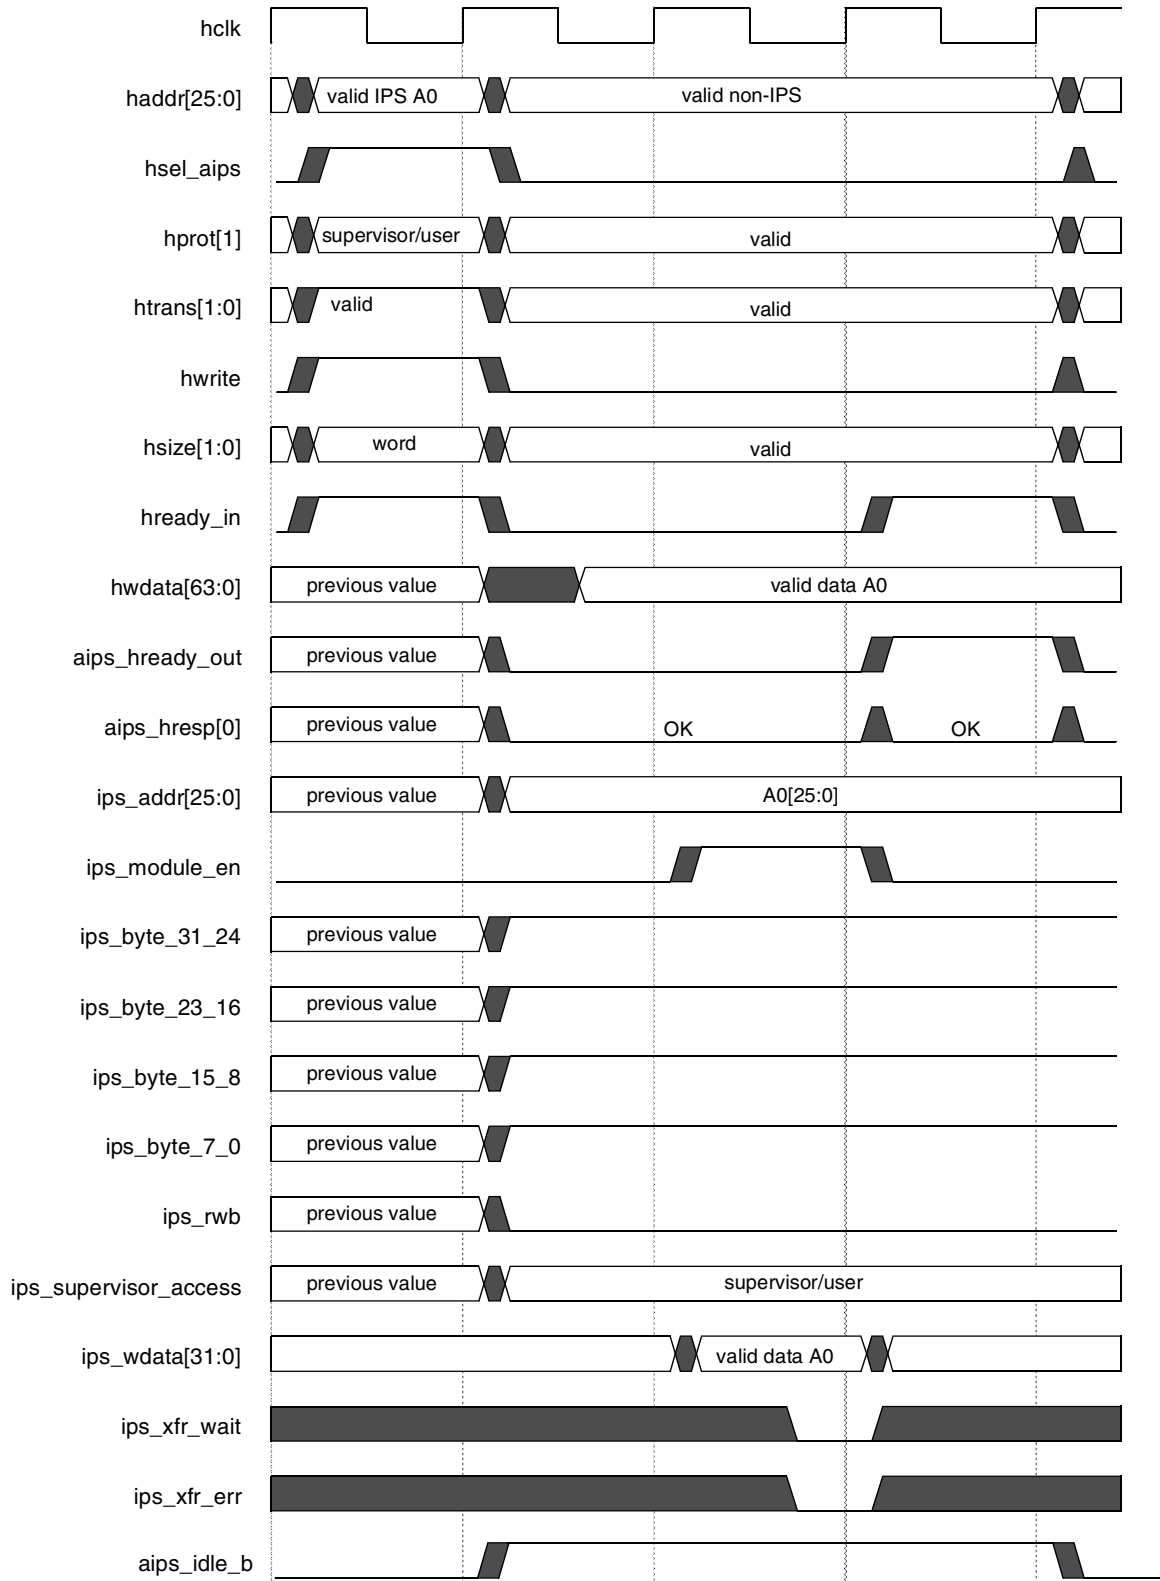 hclk
haddr[25:0] valid IPS A0 valid non-IPS
hsel_aips
hprot[1] supervisor/user valid
htrans[1:0] valid valid
hwrite
hsize[1:0] word valid
hready_in
hwdata[63:0] previous value valid data A0
aips_hready_out previous value
aips_hresp[0] previous value OK OK
ips_addr[25:0] previous value A0[25:0]
ips_module_en
ips_byte_31_24 previous value
ips_byte_23_16 previous value
ips_byte_15_8 previous value
ips_byte_7_0 previous value
ips_rwb previous value
ips_supervisor_access previous value supervisor/user
ips_wdata[31:0] valid data A0
ips_xfr_wait
ips_xfr_err
aips_idle_b